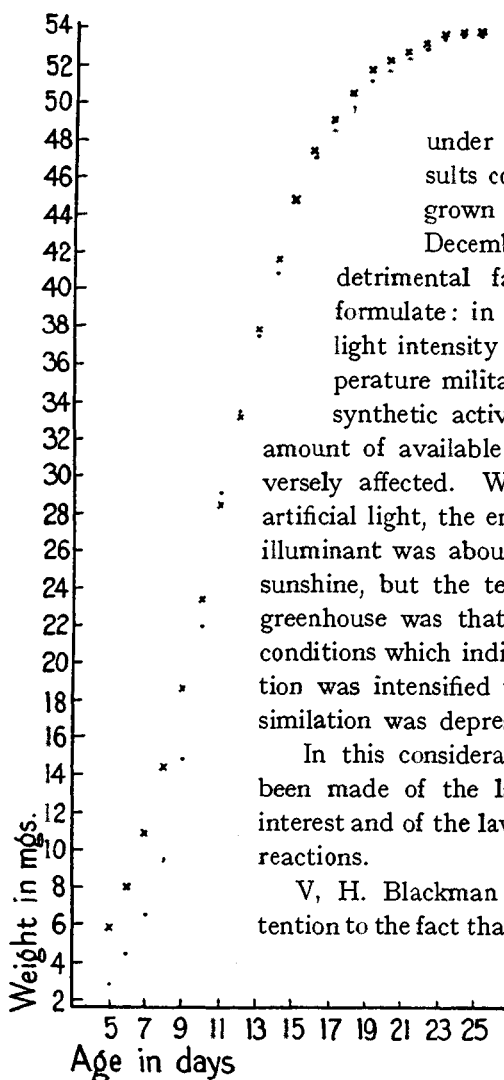 54
52
50
48
46
44
42
40
38
36
34
32
30
28
26
24
22
20
18
16
14
12
10
8
6
4
2
Weight in mgs.
5 7 9 11 13 15 17 19 21 23 25
Age in days
under
sults co
grown
Decemb
detrimental fa
formulate: in
light intensity
perature milita
synthetic activ
amount of available
versely affected. W
artificial light, the en
illuminant was abou
sunshine, but the te
greenhouse was that
conditions which indi
tion was intensified
similation was depre
In this considera
been made of the l
interest and of the la
reactions.
V, H. Blackman
tention to the fact tha